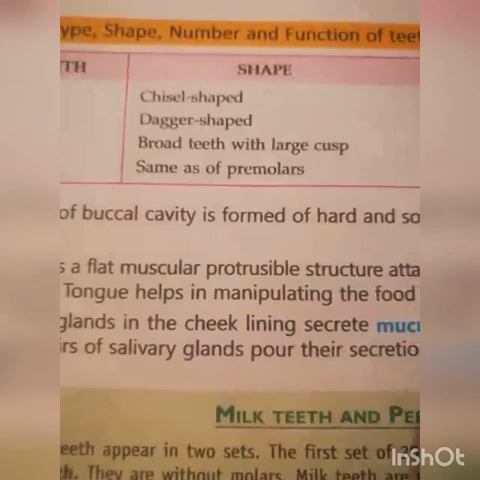 ype, Shape, Number and Function of teet
TH SHAPE
Chisel-shaped
Dagger-shaped
Broad teeth with large cusp
Same as of premolars
of buccal cavity is formed of hard and so
s a flat muscular protrusible structure atta
Tongue helps in manipulating the food
glands in the cheek lining secrete mucu
irs of salivary glands pour their secretio
MILK TEETH AND PE
eeth appear in two sets. The first set of
th. They are without molars. Milk teeth are
InShOt